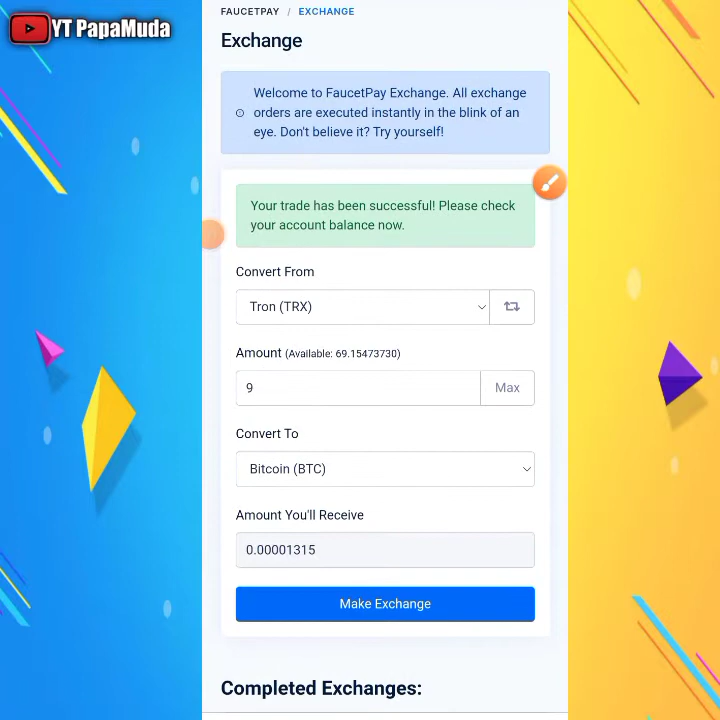 YT PapaMuda
FAUCETPAY / EXCHANGE
Exchange
Welcome to FaucetPay Exchange. All exchange
orders are executed instantly in the blink of an
eye. Don't believe it? Try yourself!
Your trade has been successful! Please check
your account balance now.
Convert From
Tron (TRX)
Amount (Available: 69.15473730)
9
Max
Convert To
Bitcoin (BTC)
Amount You'll Receive
0.00001315
Make Exchange
Completed Exchanges: